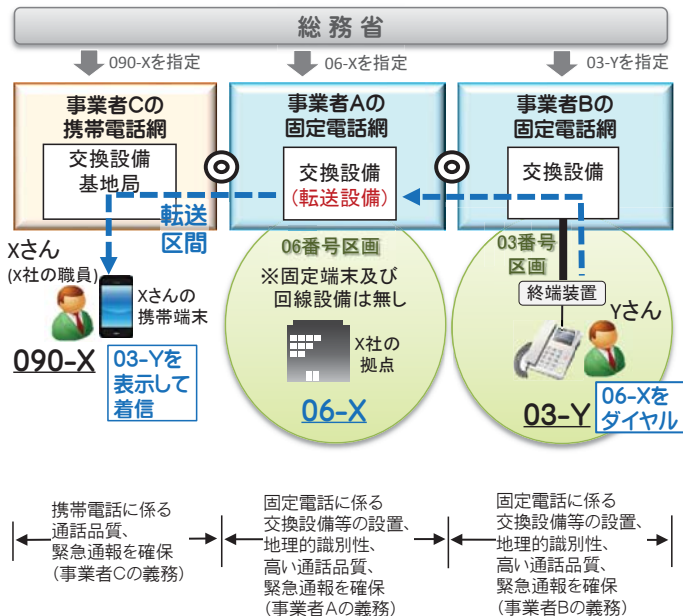 総務省
090-Xを指定
06-Xを指定
03-Yを指定
事業者Cの
携帯電話網
交換設備
基地局
事業者Aの
固定電話網
交換設備
(転送設備)
事業者Bの
固定電話網
交換設備
転送
区間
Xさん
(X社の職員)
Xさんの
携帯端末
090-X
03-Yを
表示して
着信
06番号区画
※固定端末及び
回線設備は無し
X社の
拠点
06-X
03番号
区画
終端装置
Yさん
03-Y
06-Xを
ダイヤル
携帯電話に係る
通話品質、
緊急通報を確保
(事業者Cの義務)
固定電話に係る
交換設備等の設置、
地理的識別性、
高い通話品質、
緊急通報を確保
(事業者Aの義務)
固定電話に係る
交換設備等の設置、
地理的識別性、
高い通話品質、
緊急通報を確保
(事業者Bの義務)